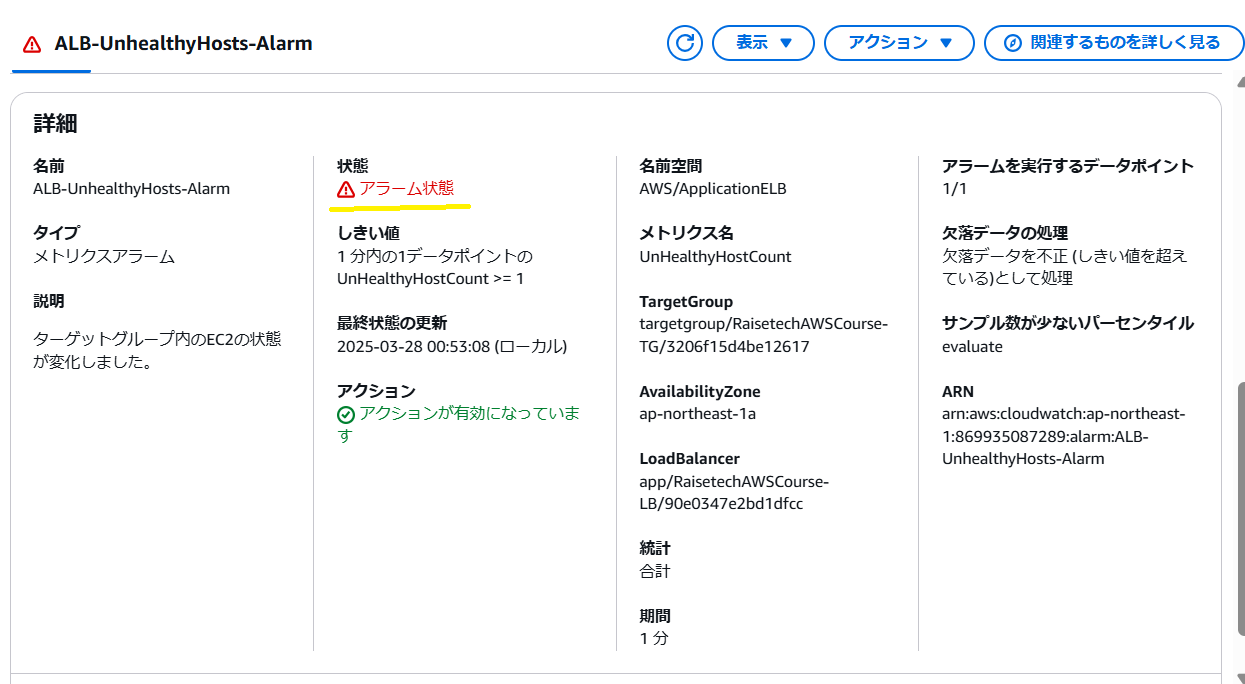 ALB-UnhealthyHosts-Alarm
表示 ▼
アクション ▼
関連するものを詳しく見る
詳細
名前
ALB-UnhealthyHosts-Alarm
タイプ
メトリクスアラーム
説明
ターゲットグループ内のEC2の状態
が変化しました。
状態
アラーム状態
しきい値
1 分内の1データポイントの
UnHealthyHostCount >= 1
最終状態の更新
2025-03-28 00:53:08 (ローカル)
アクション
アクションが有効になっていま
す
名前空間
AWS/ApplicationELB
メトリクス名
UnHealthyHostCount
TargetGroup
targetgroup/RaisetechAWSCourse-
TG/3206f15d4be12617
AvailabilityZone
ap-northeast-1a
LoadBalancer
app/RaisetechAWSCourse-
LB/90e0347e2bd1dfcc
統計
合計
期間
1 分
アラームを実行するデータポイント
1/1
欠落データの処理
欠落データを不正 (しきい値を超え
ている)として処理
サンプル数が少ないパーセンタイル
evaluate
ARN
arn:aws:cloudwatch:ap-northeast-
1:869935087289:alarm:ALB-
UnhealthyHosts-Alarm